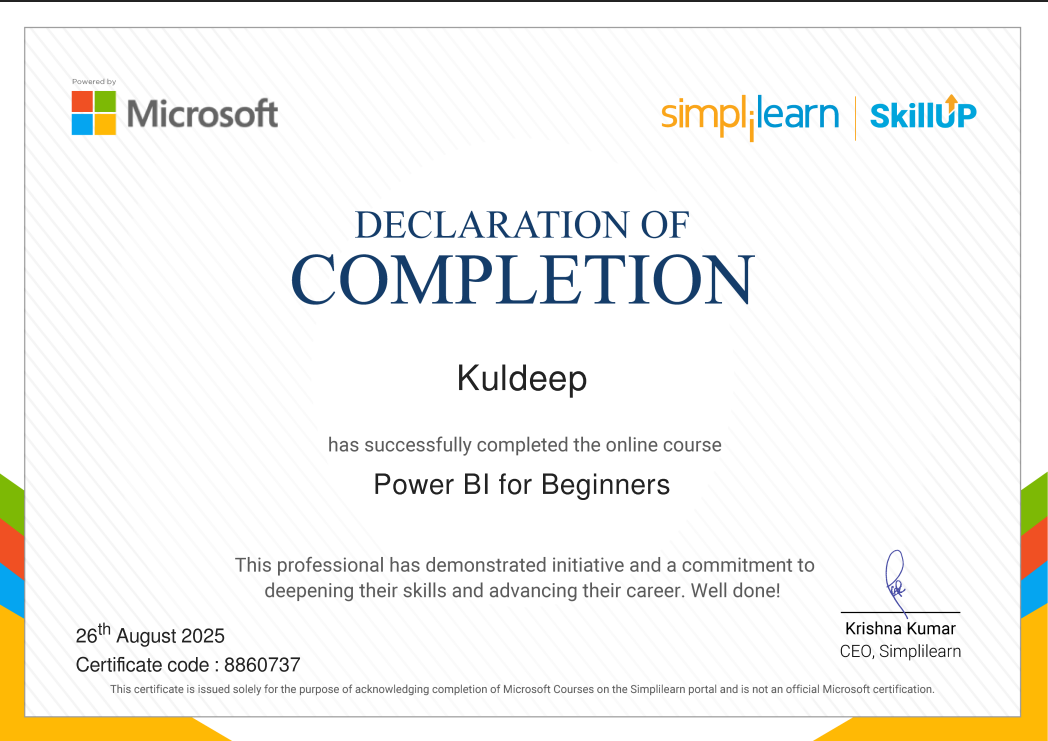 Powered by
Microsoft
simplilearn | SkillUP
DECLARATION OF
COMPLETION
Kuldeep
has successfully completed the online course
Power BI for Beginners
This professional has demonstrated initiative and a commitment to
deepening their skills and advancing their career. Well done!
26th August 2025
Certificate code : 8860737
Krishna Kumar
CEO, Simplilearn
This certificate is issued solely for the purpose of acknowledging completion of Microsoft Courses on the Simplilearn portal and is not an official Microsoft certification.